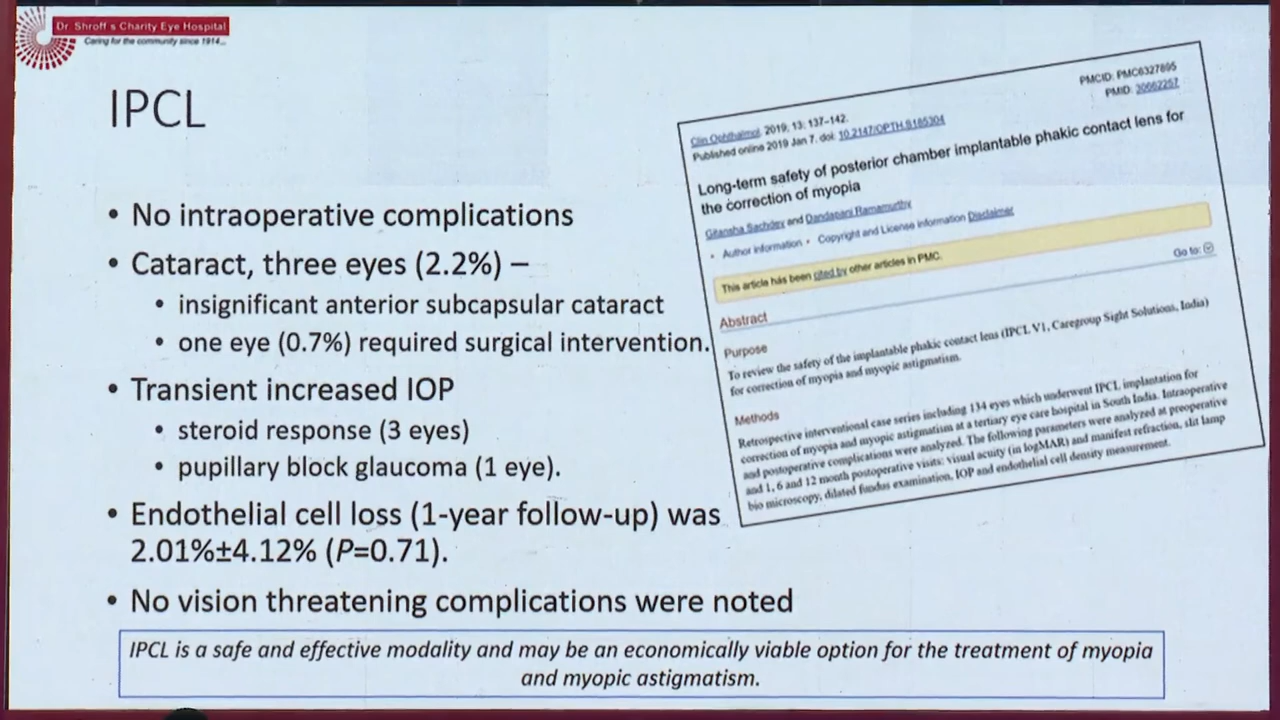 Dr Shroff's Charity Eye Hospital
Caring for the community since 1914...
IPCL
• No intraoperative complications
• Cataract, three eyes (2.2%) –
• insignificant anterior subcapsular cataract
• one eye (0.7%) required surgical intervention.
• Transient increased IOP
• steroid response (3 eyes)
• pupillary block glaucoma (1 eye).
• Endothelial cell loss (1-year follow-up) was
2.01%±4.12% (P=0.71).
• No vision threatening complications were noted
IPCL is a safe and effective modality and may be an economically viable option for the treatment of myopia
and myopic astigmatism.
PMCID: PMC6327895
PMID: 30662257
Clin Ophthalmol. 2019; 13: 137–142.
Published online 2019 Jan 7. doi: 10.2147/OPTH.S185304
Long-term safety of posterior chamber implantable phakic contact lens for
the correction of myopia
Gitansha Sachdev and Dandapani Ramamurthy
• Author information • Copyright and License information Disclaimer
This article has been cited by other articles in PMC.
Go to:
Abstract
Purpose
To review the safety of the implantable phakic contact lens (IPCL V1, Caregroup Sight Solutions, India)
for correction of myopia and myopic astigmatism.
Methods
Retrospective interventional case series including 134 eyes which underwent IPCL implantation for
correction of myopia and myopic astigmatism at a tertiary eye care hospital in South India. Intraoperative
and postoperative complications were analyzed. The following parameters were analyzed at preoperative
and 1, 6 and 12 month postoperative visits: visual acuity (in logMAR) and manifest refraction, slit lamp
bio microscopy, dilated fundus examination, IOP and endothelial cell density measurement.